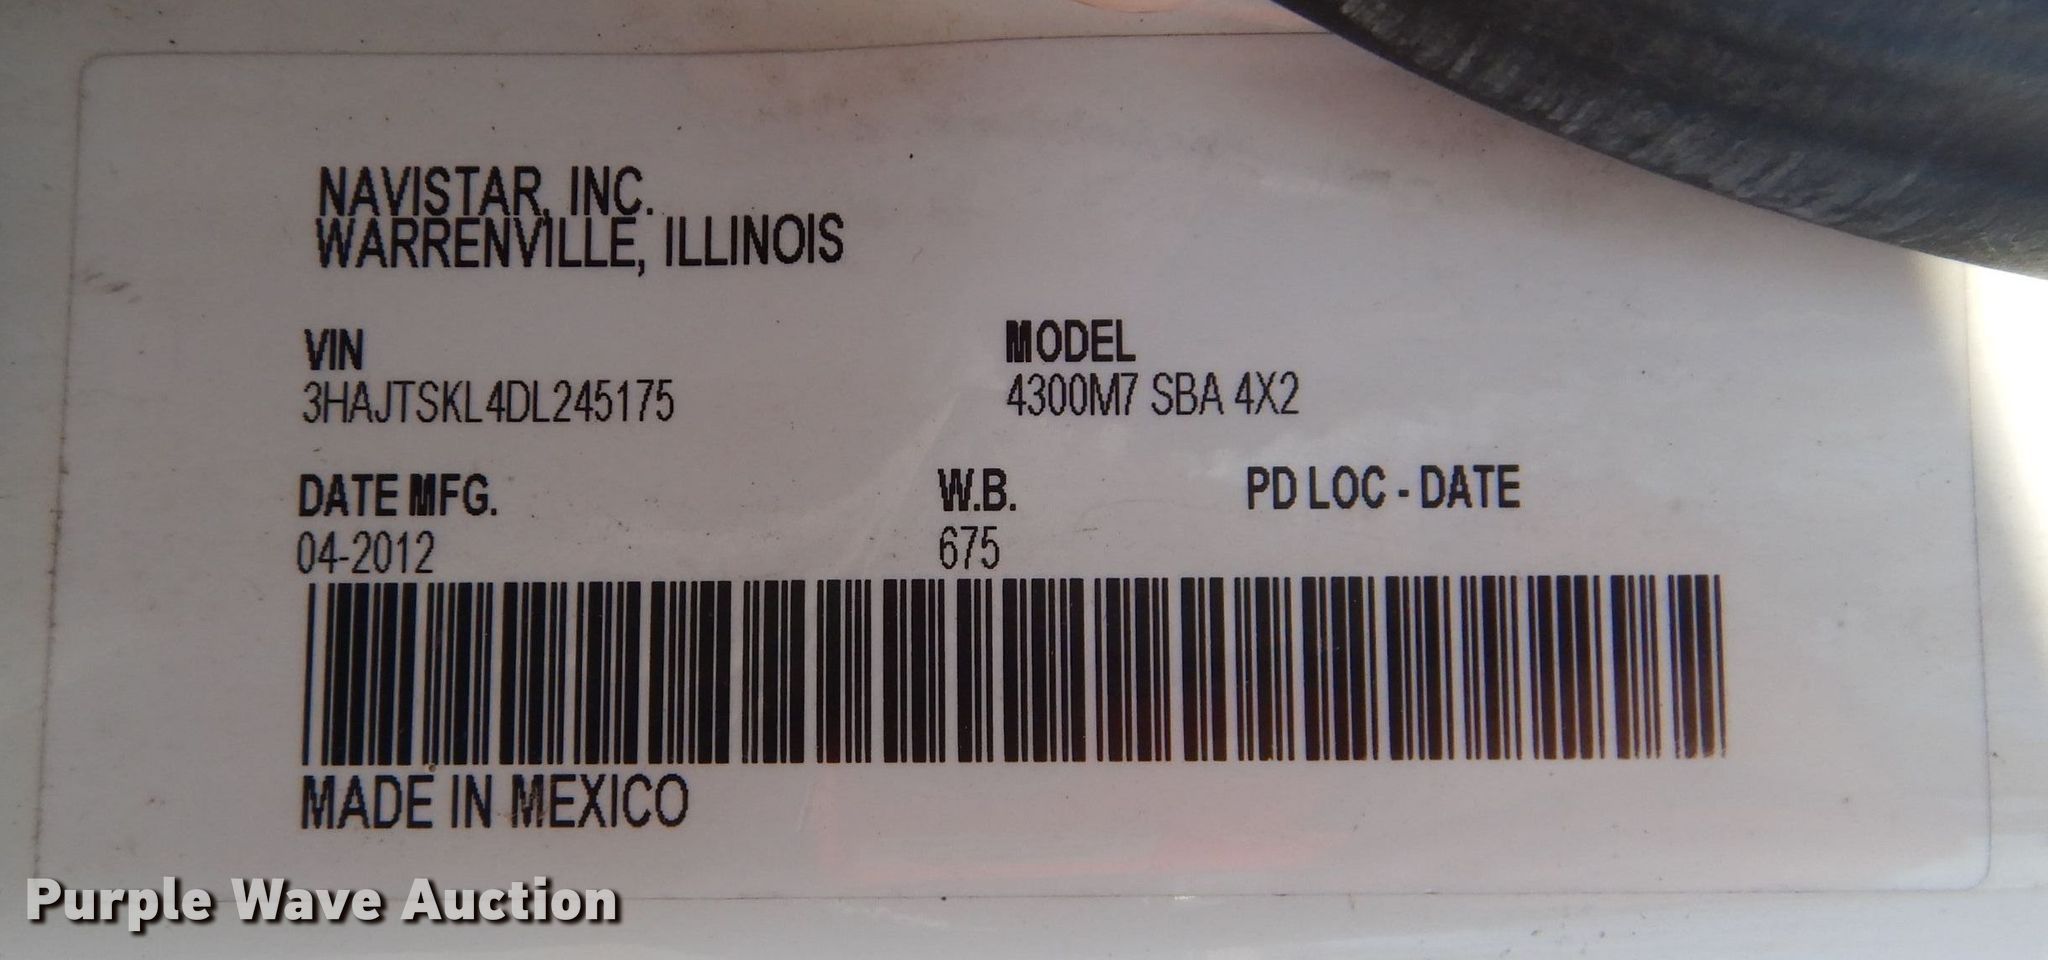 NAVISTAR, INC.
WARRENVILLE, ILLINOIS
VIN
3HAJTSKL4DL245175
MODEL
4300M7 SBA 4X2
DATE MFG.
04-2012
W.B.
675
PD LOC - DATE
MADE IN MEXICO
Purple Wave Auction